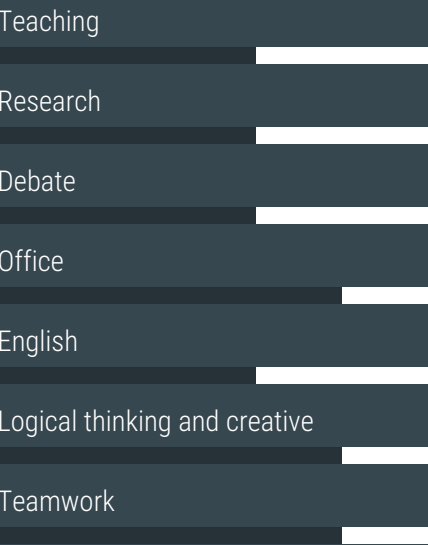 Teaching
Research
Debate
Office
English
Logical thinking and creative
Teamwork